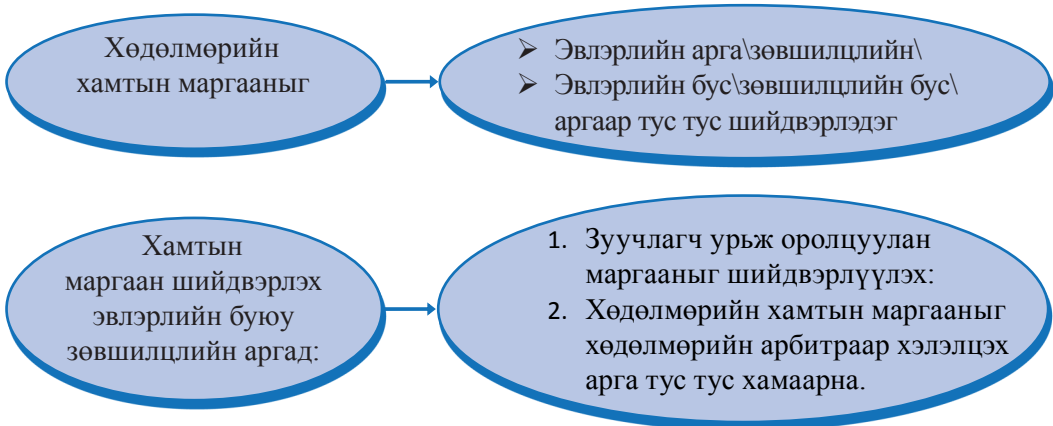 Хөдөлмөрийн
хамтын маргааныг
➢ Эвлэрлийн арга\зөвшилцлийн\
➢ Эвлэрлийн бус\зөвшилцлийн бус\
аргаар тус тус шийдвэрлэдэг
Хамтын
маргаан шийдвэрлэх
эвлэрлийн буюу
зөвшилцлийн аргад:
1. Зуучлагч урьж оролцуулан
маргааныг шийдвэрлүүлэх:
2. Хөдөлмөрийн хамтын маргааныг
хөдөлмөрийн арбитраар хэлэлцэх
арга тус тус хамаарна.